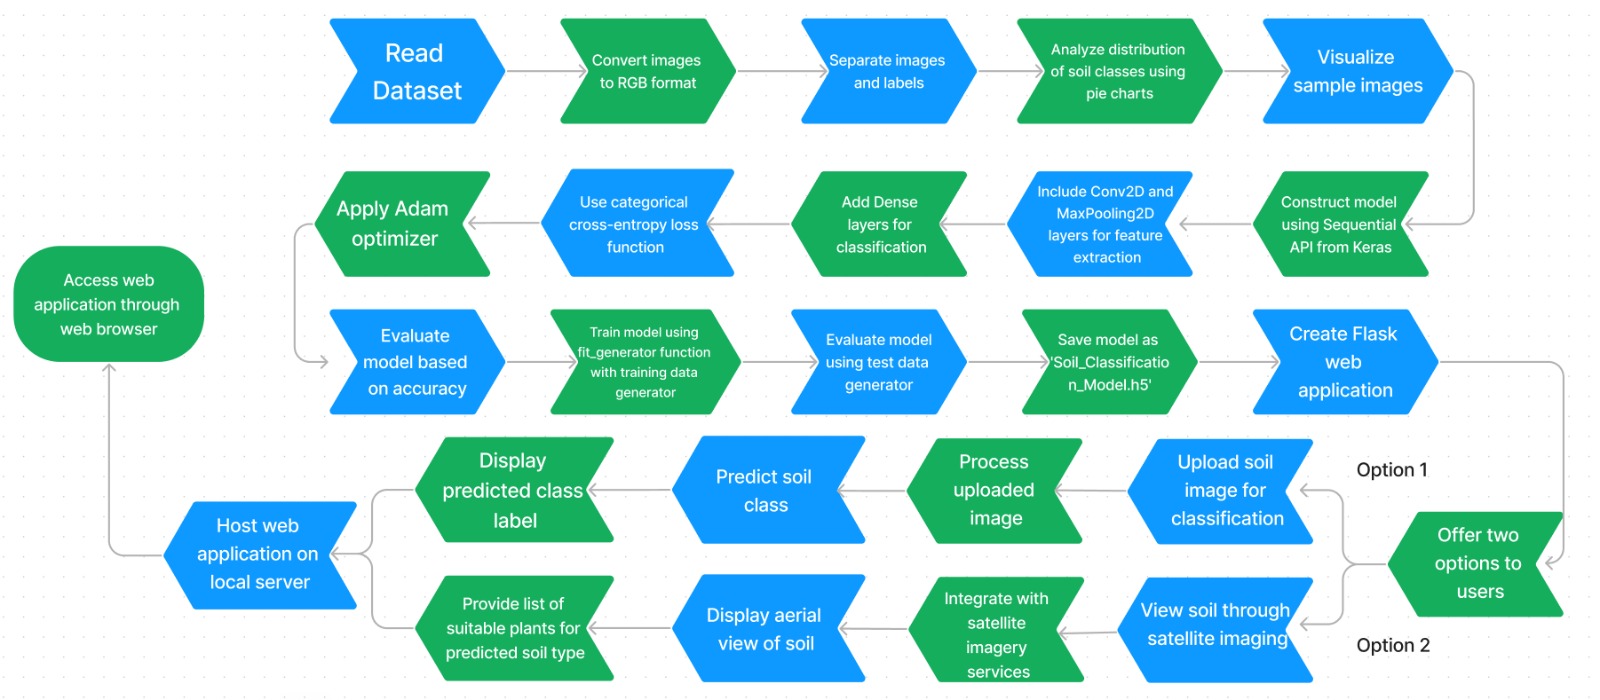 Read
Dataset
Convert images
to RGB format
Separate images
and labels
Analyze distribution
of soil classes using
pie charts
Visualize
sample images
Construct model
using Sequential
API from Keras
Include Conv2D and
MaxPooling2D
layers for feature
extraction
Add Dense
layers for
classification
Use categorical
cross-entropy loss
function
Apply Adam
optimizer
Evaluate
model based
on accuracy
Train model using
fit_generator function
with training data
generator
Evaluate model
using test data
generator
Save model as
'Soil_Classificatio
n_Model.h5'
Create Flask
web
application
Offer two
options to
users
Option 1
Upload soil
image for
classification
Process
uploaded
image
Predict soil
class
Display
predicted class
label
Option 2
View soil through
satellite imaging
Integrate with
satellite
imagery
services
Display aerial
view of soil
Provide list of
suitable plants for
predicted soil type
Host web
application on
local server
Access web
application through
web browser